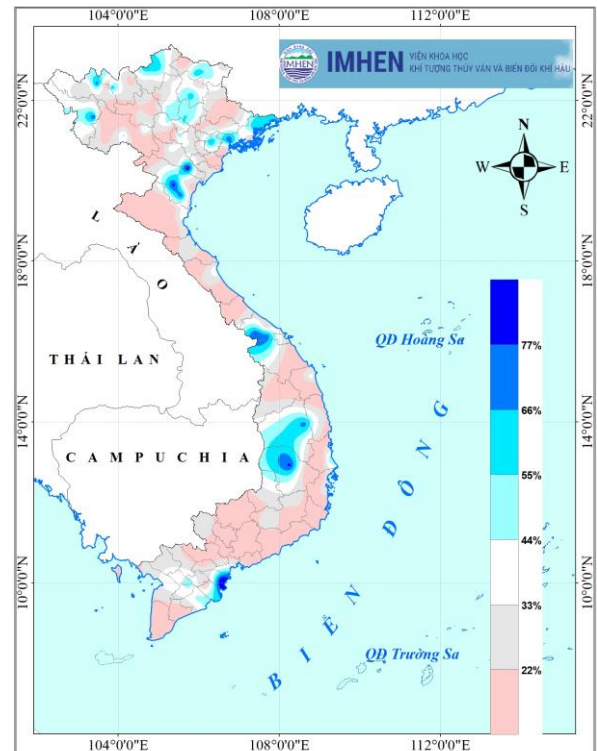 104°0'0"E 108°0'0"E 112°0'0"E
IMHEN
VIỆN KHOA HỌC
KHÍ TƯỢNG THỦY VĂN VÀ BIẾN ĐỔI KHÍ HẬU
22°0'0"N
22°0'0"N
N
W E
S
LÀO
18°0'0"N
18°0'0"N
QĐ Hoàng Sa
THÁI LAN
77%
66%
14°0'0"N
14°0'0"N
CAMPUCHIA
55%
44%
BIỂN ĐÔNG
10°0'0"N
10°0'0"N
33%
QĐ Trường Sa
22%
104°0'0"E 108°0'0"E 112°0'0"E